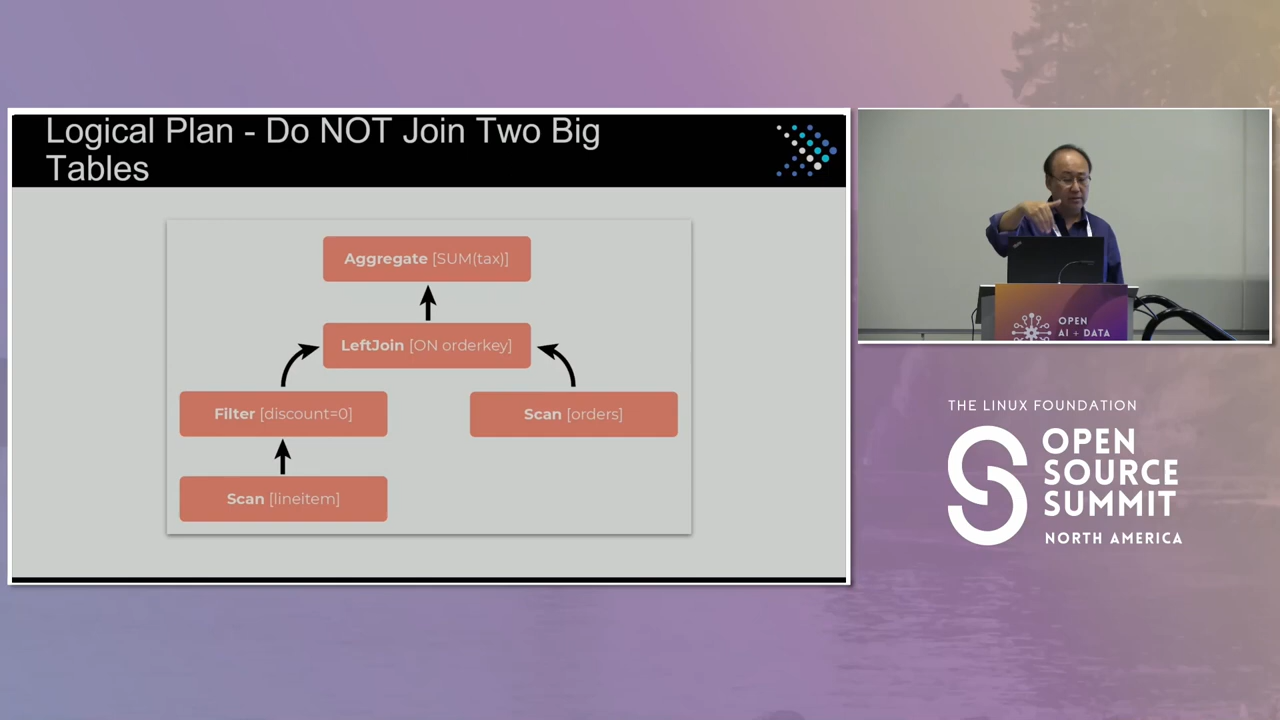 Logical Plan - Do NOT Join Two Big
Tables
Aggregate [SUM(tax)]
LeftJoin [ON orderkey]
Filter [discount=0]
Scan [orders]
Scan [lineitem]
OPEN
AI + DATA
THE LINUX FOUNDATION
OPEN
SOURCE
SUMMIT
NORTH AMERICA